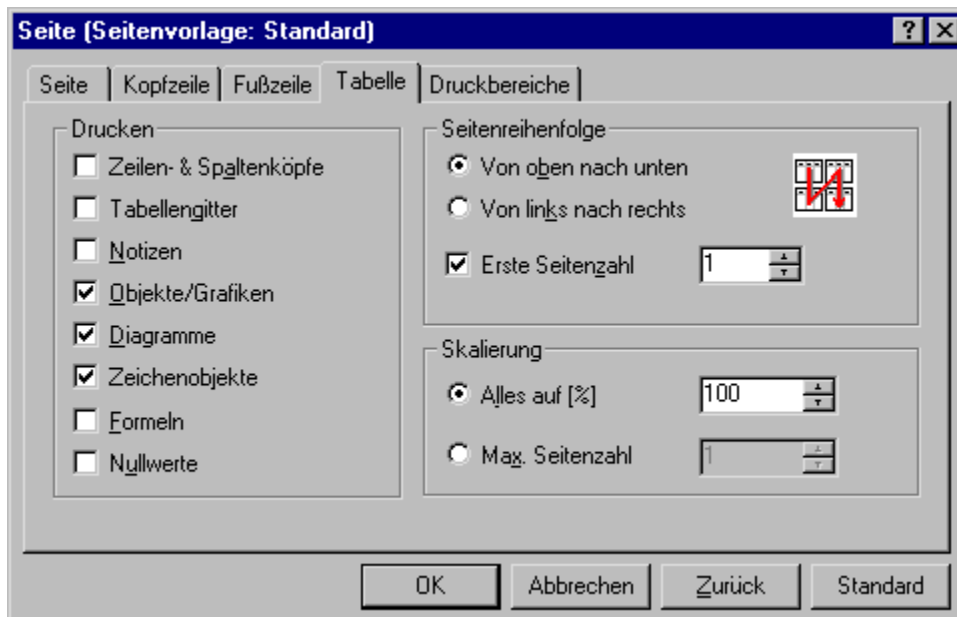 Seite (Seitenvorlage: Standard)
Seite Kopfzeile Fußzeile Tabelle Druckbereiche
Drucken
Zeilen- & Spaltenköpfe
Tabellengitter
Notizen
Objekte/Grafiken
Diagramme
Zeichenobjekte
Formeln
Nullwerte
Seitenreihenfolge
Von oben nach unten
Von links nach rechts
Erste Seitenzahl 1
Skalierung
Alles auf [%] 100
Max. Seitenzahl 1
OK Abbrechen Zurück Standard